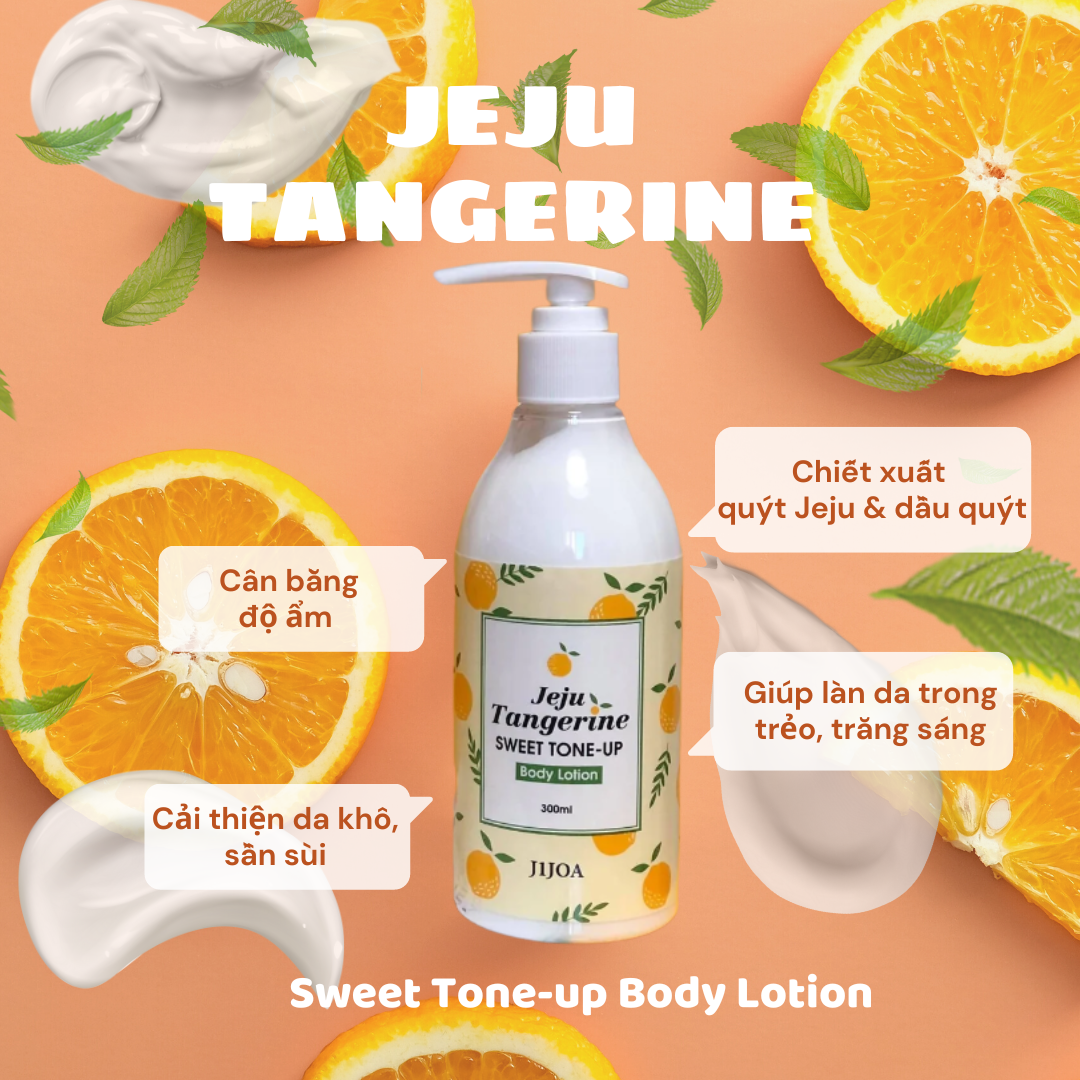 JEJU
TANGERINE
Chiết xuất
quýt Jeju & dầu quýt
Cân bằng
độ ẩm
Giúp làn da trong
trẻo, trắng sáng
Cải thiện da khô,
sần sùi
Jeju
Tangerine
SWEET TONE-UP
Body Lotion
300ml
JIJOA
Sweet Tone-up Body Lotion